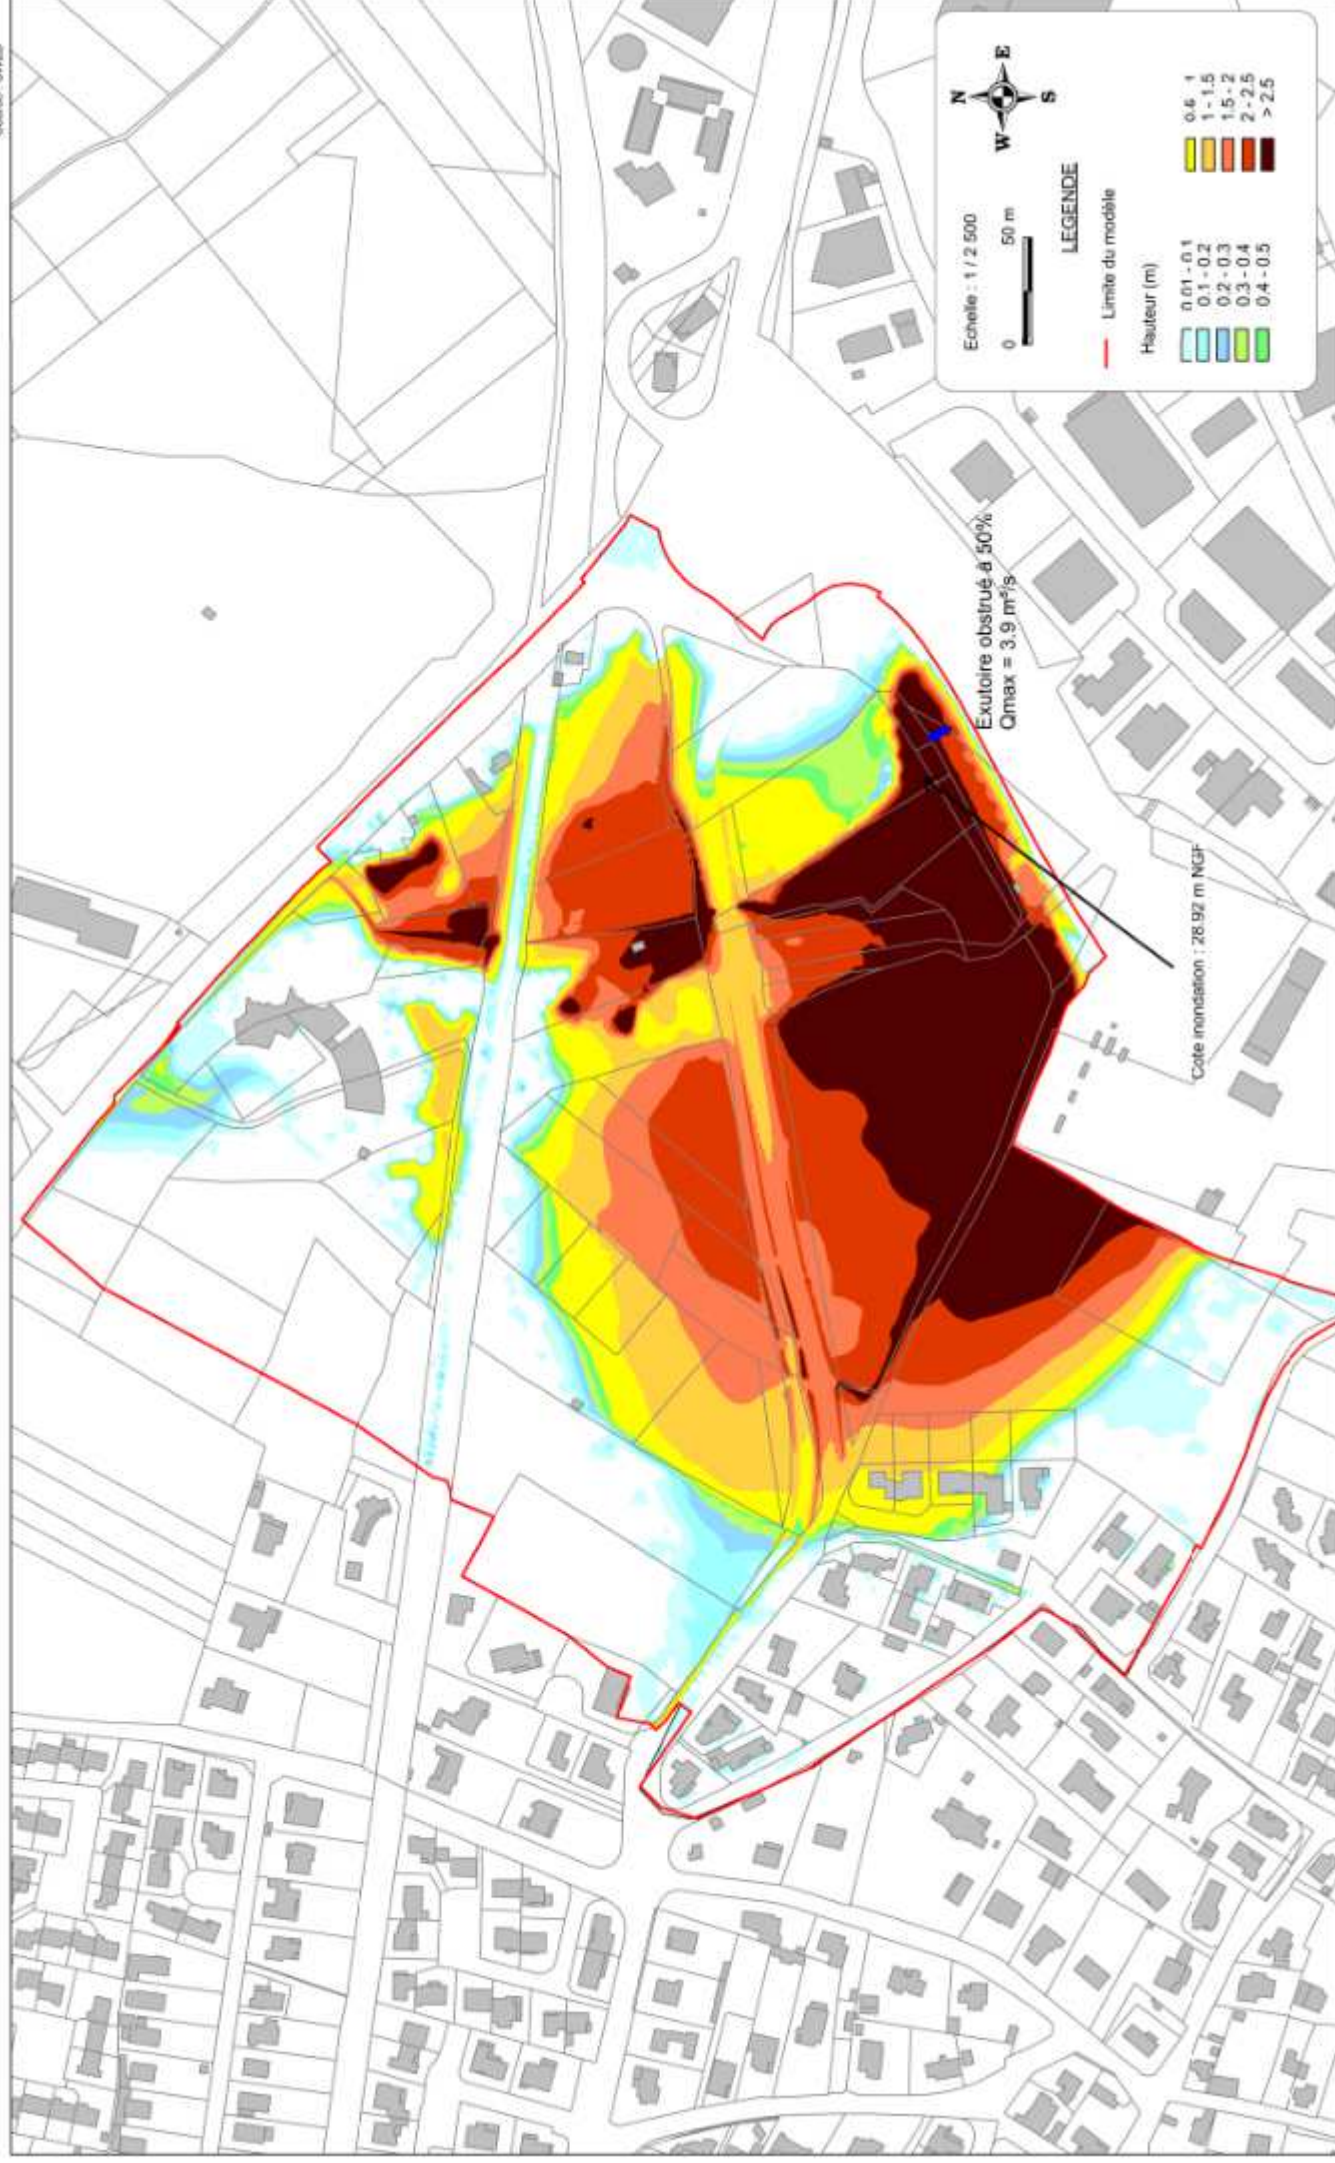 N
W E
S
Echelle : 1 / 2 500
0 50 m
LEGENDE
Limite du modèle
Hauteur (m)
0.01 - 0.1
0.1 - 0.2
0.2 - 0.3
0.3 - 0.4
0.4 - 0.5
0.6 1
1 - 1.5
1.5 - 2
2 - 2.5
> 2.5
Exutoire obstrué à 50%
Qmax = 3.9 m³/s
Cote inondation : 28.92 m NGF